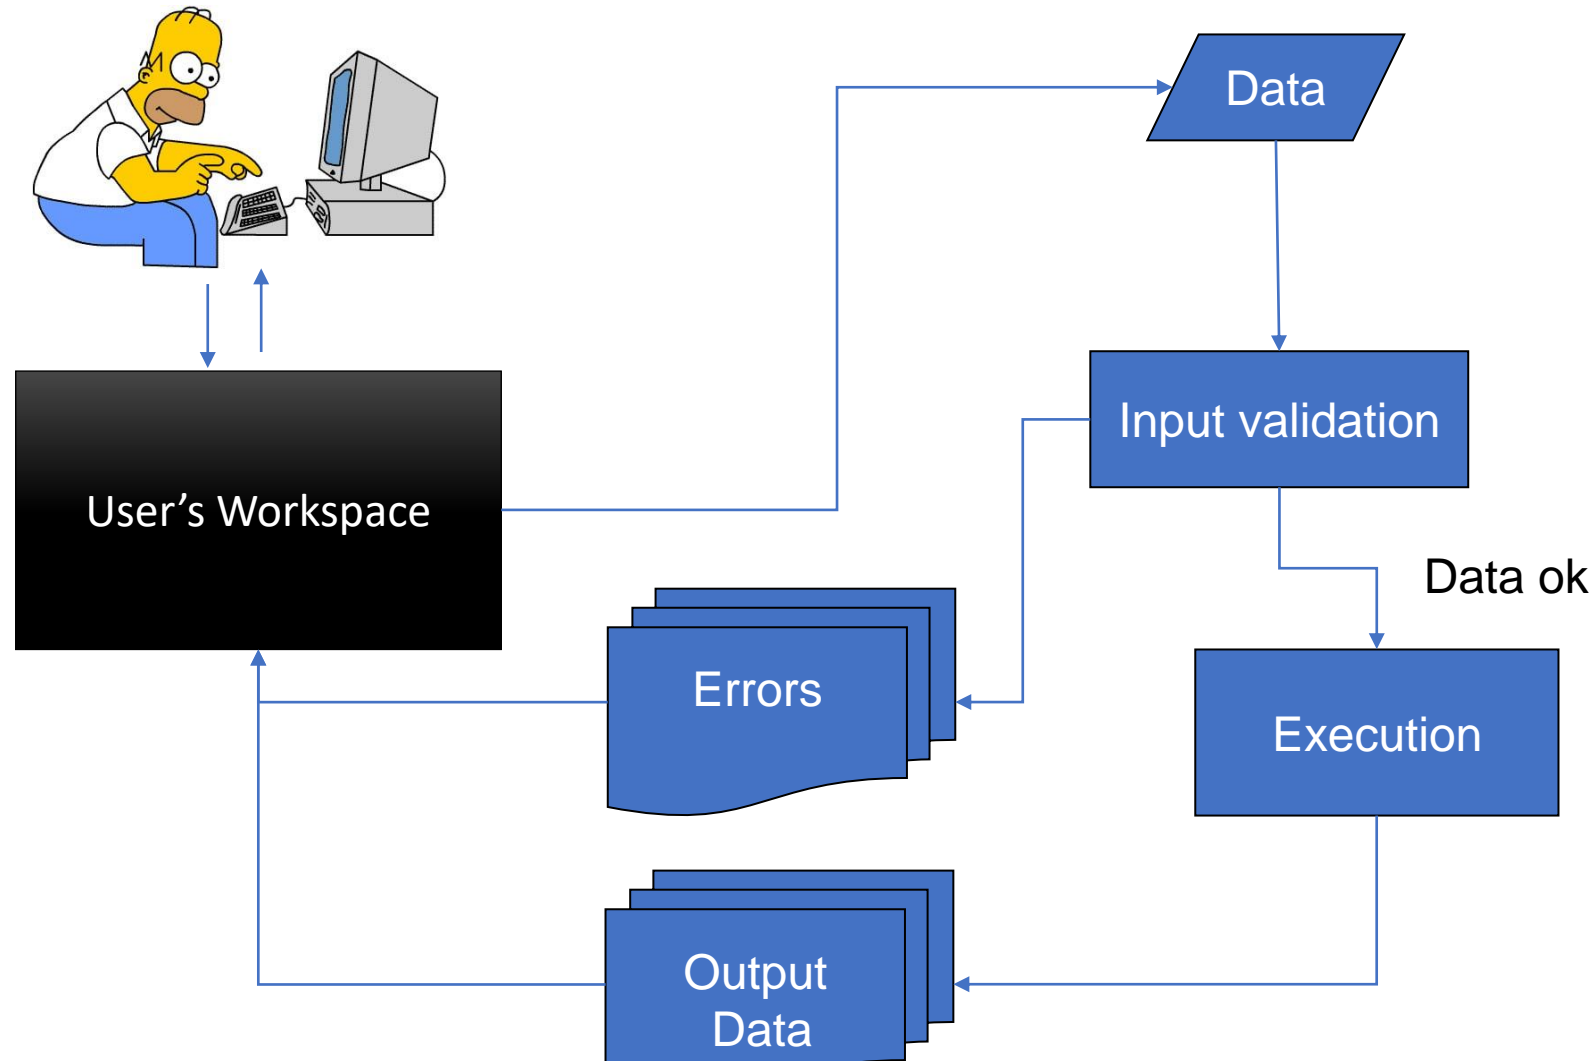 Data
Input validation
User’s Workspace
Data ok
Errors
Execution
Output
Data